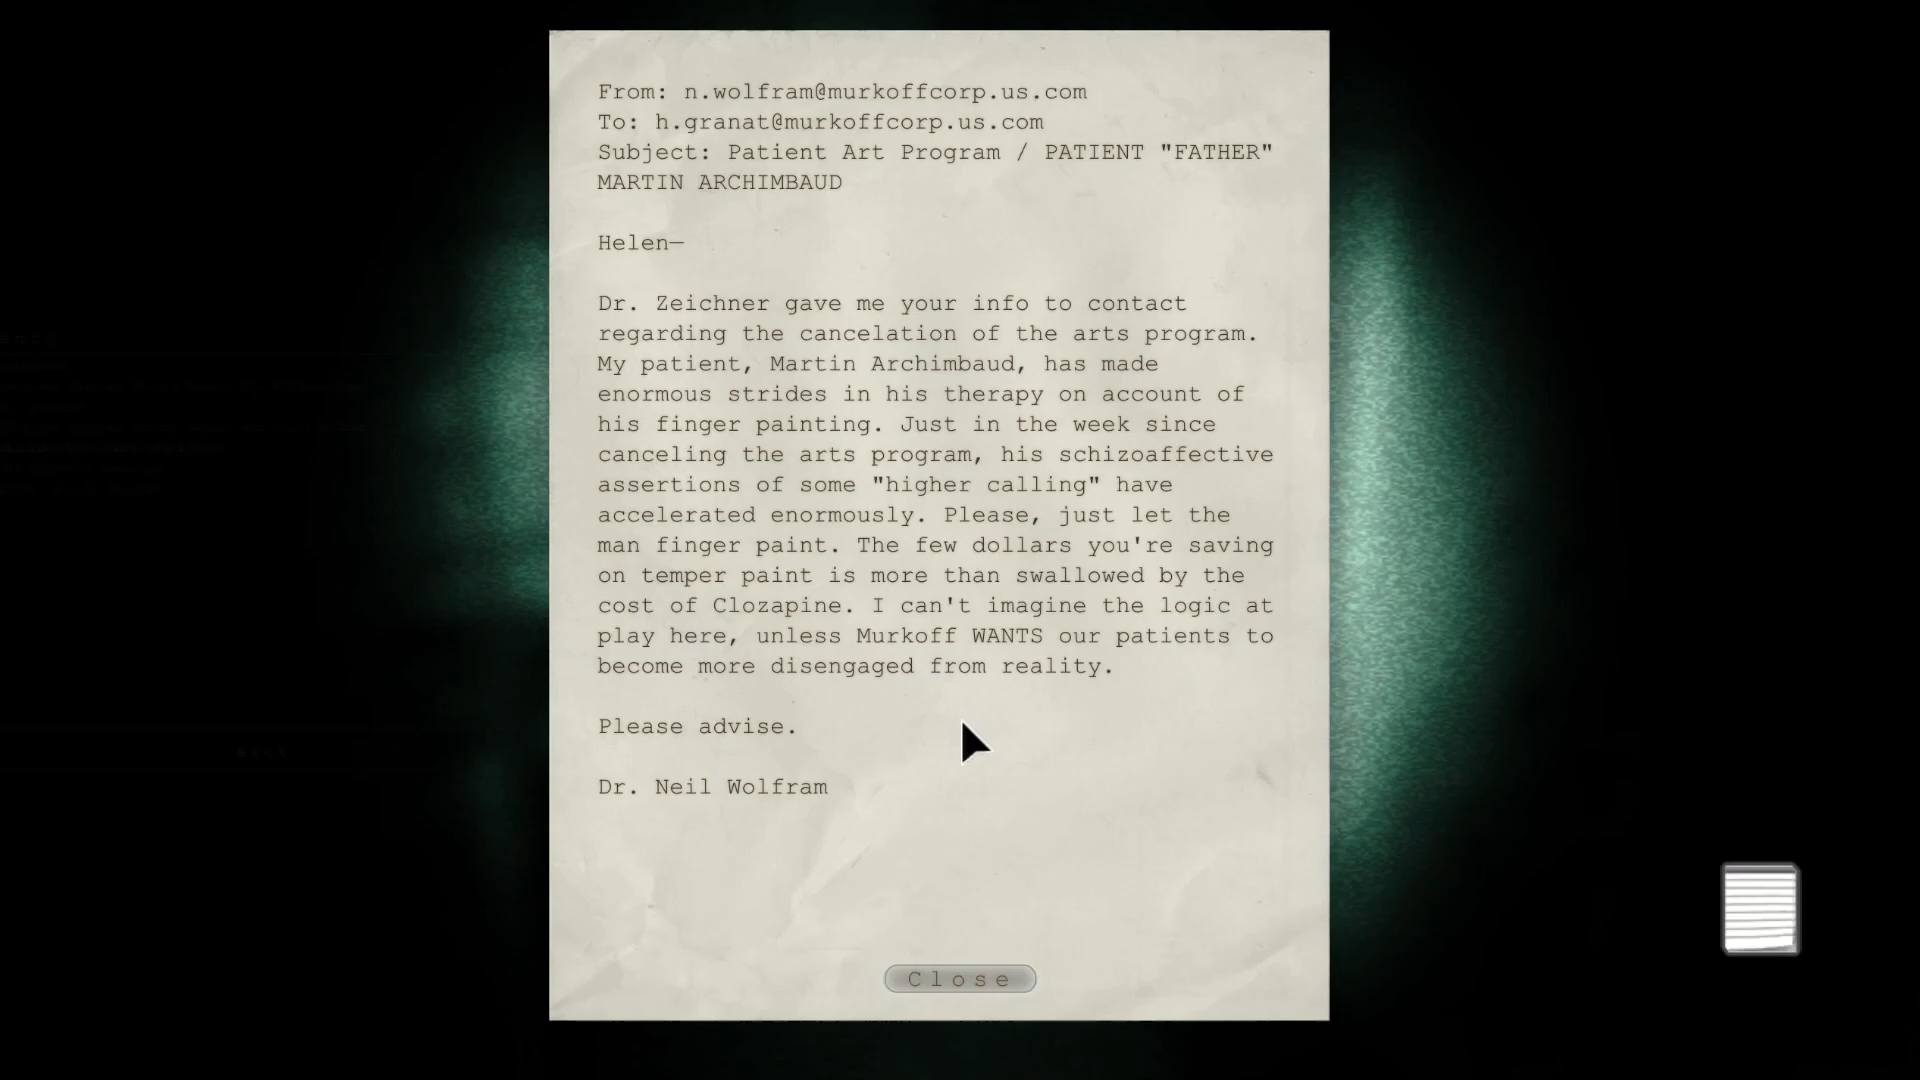 From: n.wolfram@murkoffcorp.us.com
To: h.granat@murkoffcorp.us.com
Subject: Patient Art Program / PATIENT "FATHER"
MARTIN ARCHIMBAUD
Helen—
Dr. Zeichner gave me your info to contact
regarding the cancelation of the arts program.
My patient, Martin Archimbaud, has made
enormous strides in his therapy on account of
his finger painting. Just in the week since
canceling the arts program, his schizoaffective
assertions of some "higher calling" have
accelerated enormously. Please, just let the
man finger paint. The few dollars you're saving
on temper paint is more than swallowed by the
cost of Clozapine. I can't imagine the logic at
play here, unless Murkoff WANTS our patients to
become more disengaged from reality.
Please advise.
Dr. Neil Wolfram
Close